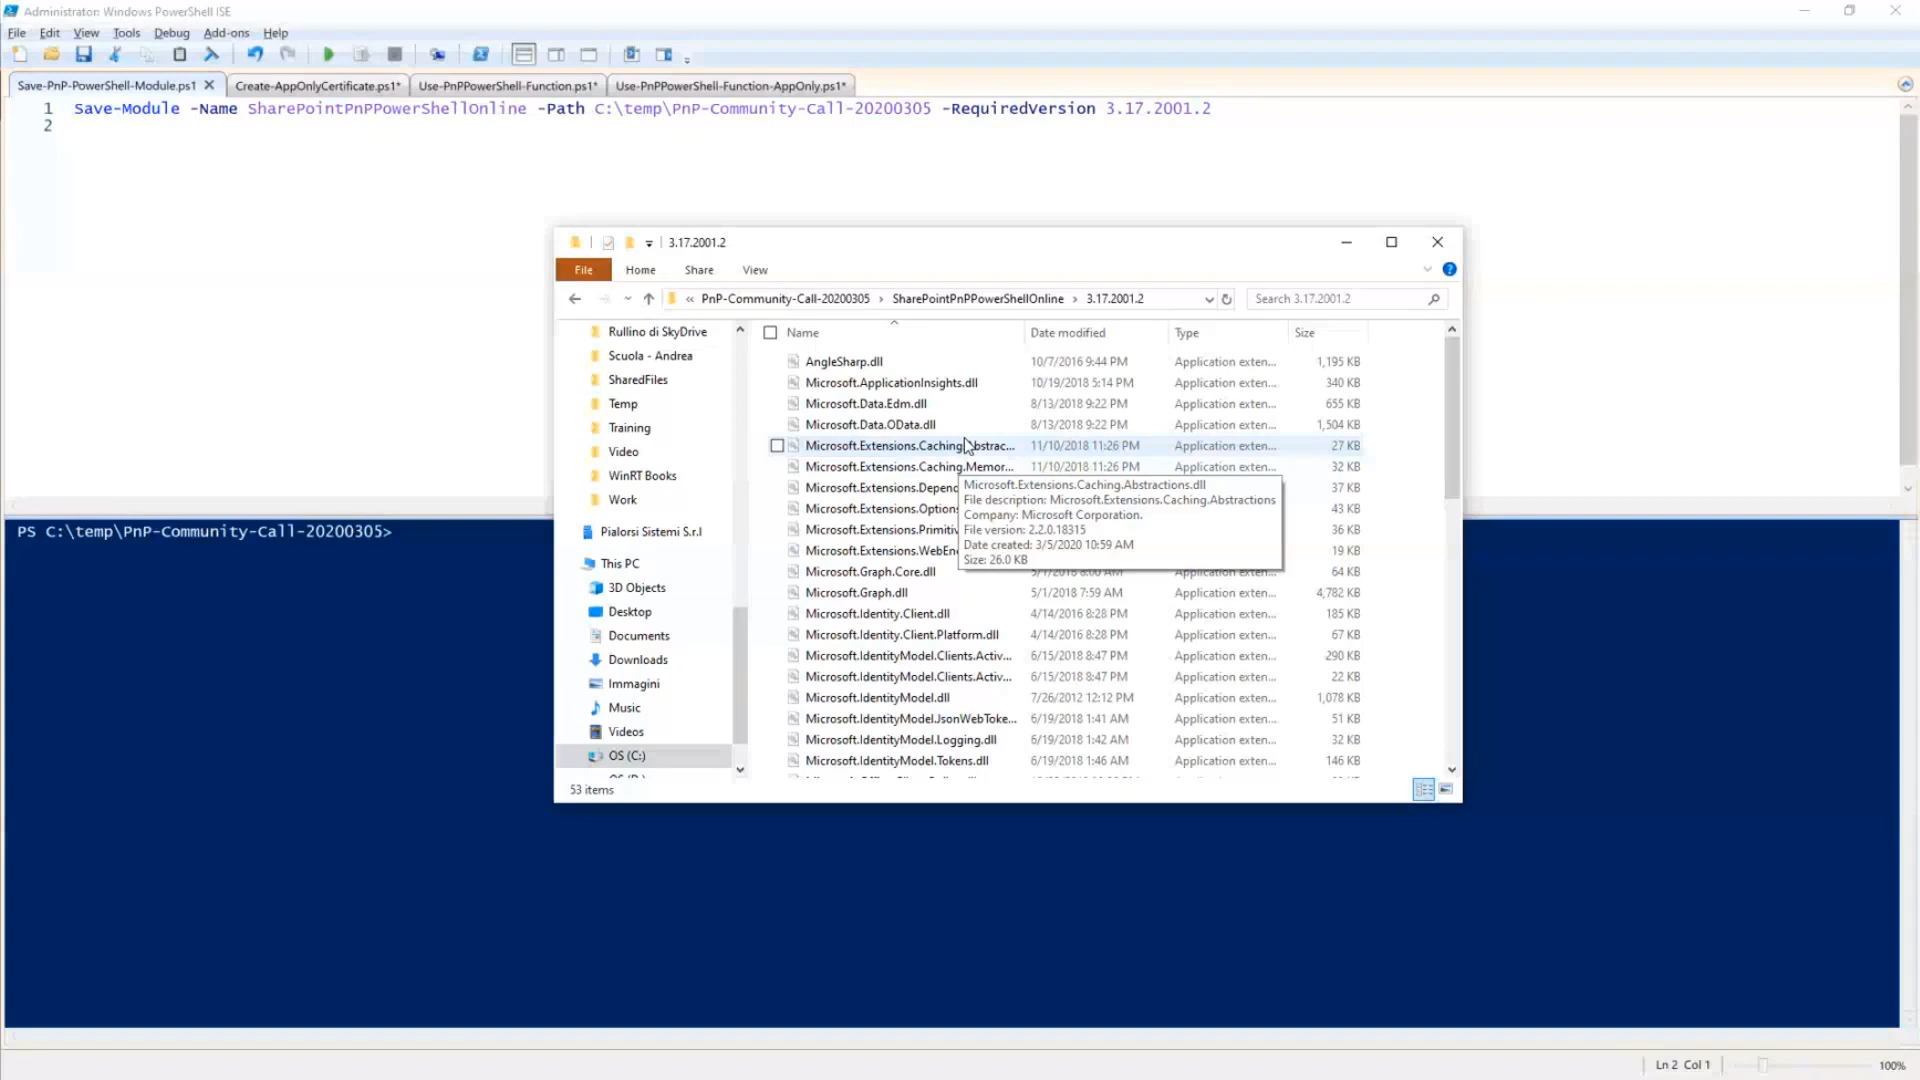 Administrator: Windows PowerShell ISE
File Edit View Tools Debug Add-ons Help
Save-PnP-PowerShell-Module.ps1 Create-AppOnlyCertificate.ps1* Use-PnPPowerShell-Function.ps1* Use-PnPPowerShell-Function-AppOnly.ps1*
1 Save-Module -Name SharePointPnPPowerShellOnline -Path C:\temp\PnP-Community-Call-20200305 -RequiredVersion 3.17.2001.2
2
3.17.2001.2
File Home Share View
« PnP-Community-Call-20200305 › SharePointPnPPowerShellOnline › 3.17.2001.2 Search 3.17.2001.2
Rullino di SkyDrive
Scuola - Andrea
SharedFiles
Temp
Training
Video
WinRT Books
Work
Pialorsi Sistemi S.r.l
This PC
3D Objects
Desktop
Documents
Downloads
Immagini
Music
Videos
OS (C:)
Name Date modified Type Size
AngleSharp.dll 10/7/2016 9:44 PM Application exten... 1,195 KB
Microsoft.ApplicationInsights.dll 10/19/2018 5:14 PM Application exten... 340 KB
Microsoft.Data.Edm.dll 8/13/2018 9:22 PM Application exten... 655 KB
Microsoft.Data.OData.dll 8/13/2018 9:22 PM Application exten... 1,504 KB
Microsoft.Extensions.Caching.Abstrac... 11/10/2018 11:26 PM Application exten... 27 KB
Microsoft.Extensions.Caching.Memor... 11/10/2018 11:26 PM Application exten... 32 KB
Microsoft.Extensions.Depend 37 KB
Microsoft.Extensions.Options 43 KB
Microsoft.Extensions.Primitiv 36 KB
Microsoft.Extensions.WebEnc 19 KB
Microsoft.Extensions.Caching.Abstractions.dll
File description: Microsoft.Extensions.Caching.Abstractions
Company: Microsoft Corporation.
File version: 2.2.0.18315
Date created: 3/5/2020 10:59 AM
Size: 26.0 KB
Microsoft.Graph.Core.dll 5/1/2018 8:00 AM Application exten... 64 KB
Microsoft.Graph.dll 5/1/2018 7:59 AM Application exten... 4,782 KB
Microsoft.Identity.Client.dll 4/14/2016 8:28 PM Application exten... 185 KB
Microsoft.Identity.Client.Platform.dll 4/14/2016 8:28 PM Application exten... 67 KB
Microsoft.IdentityModel.Clients.Activ... 6/15/2018 8:47 PM Application exten... 290 KB
Microsoft.IdentityModel.Clients.Activ... 6/15/2018 8:47 PM Application exten... 22 KB
Microsoft.IdentityModel.dll 7/26/2012 12:12 PM Application exten... 1,078 KB
Microsoft.IdentityModel.JsonWebToke... 6/19/2018 1:41 AM Application exten... 51 KB
Microsoft.IdentityModel.Logging.dll 6/19/2018 1:42 AM Application exten... 32 KB
Microsoft.IdentityModel.Tokens.dll 6/19/2018 1:46 AM Application exten... 146 KB
53 items
PS C:\temp\PnP-Community-Call-20200305>
Ln 2 Col 1 100%